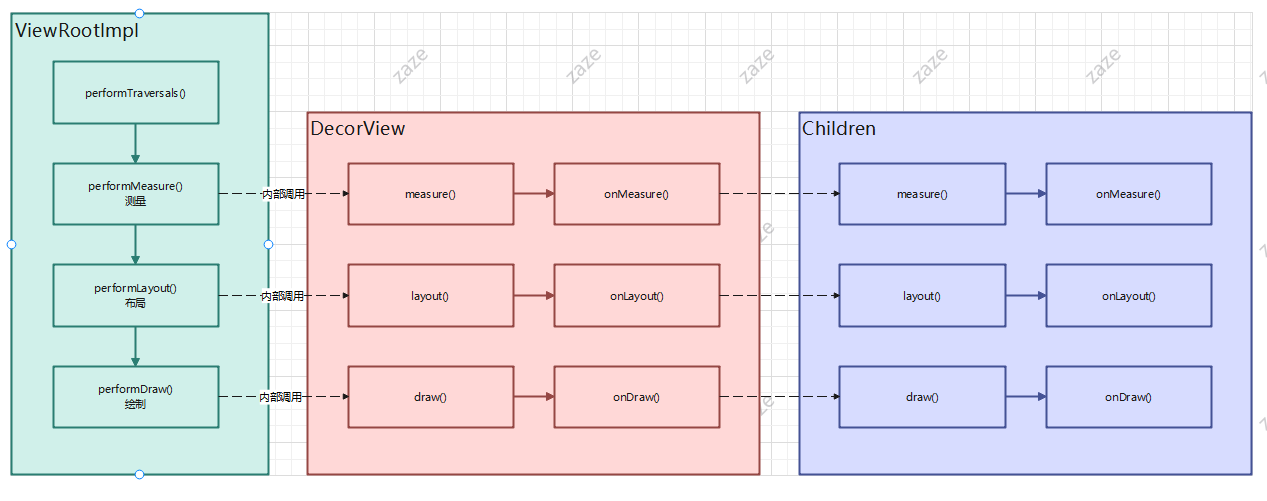 ViewRootImpl
performTraversals()
performMeasure()
测量
performLayout()
布局
performDraw()
绘制
内部调用
内部调用
内部调用
DecorView
measure()
onMeasure()
layout()
onLayout()
draw()
onDraw()
Children
measure()
onMeasure()
layout()
onLayout()
draw()
onDraw()
zaze
zaze
zaze
zaze
zaze